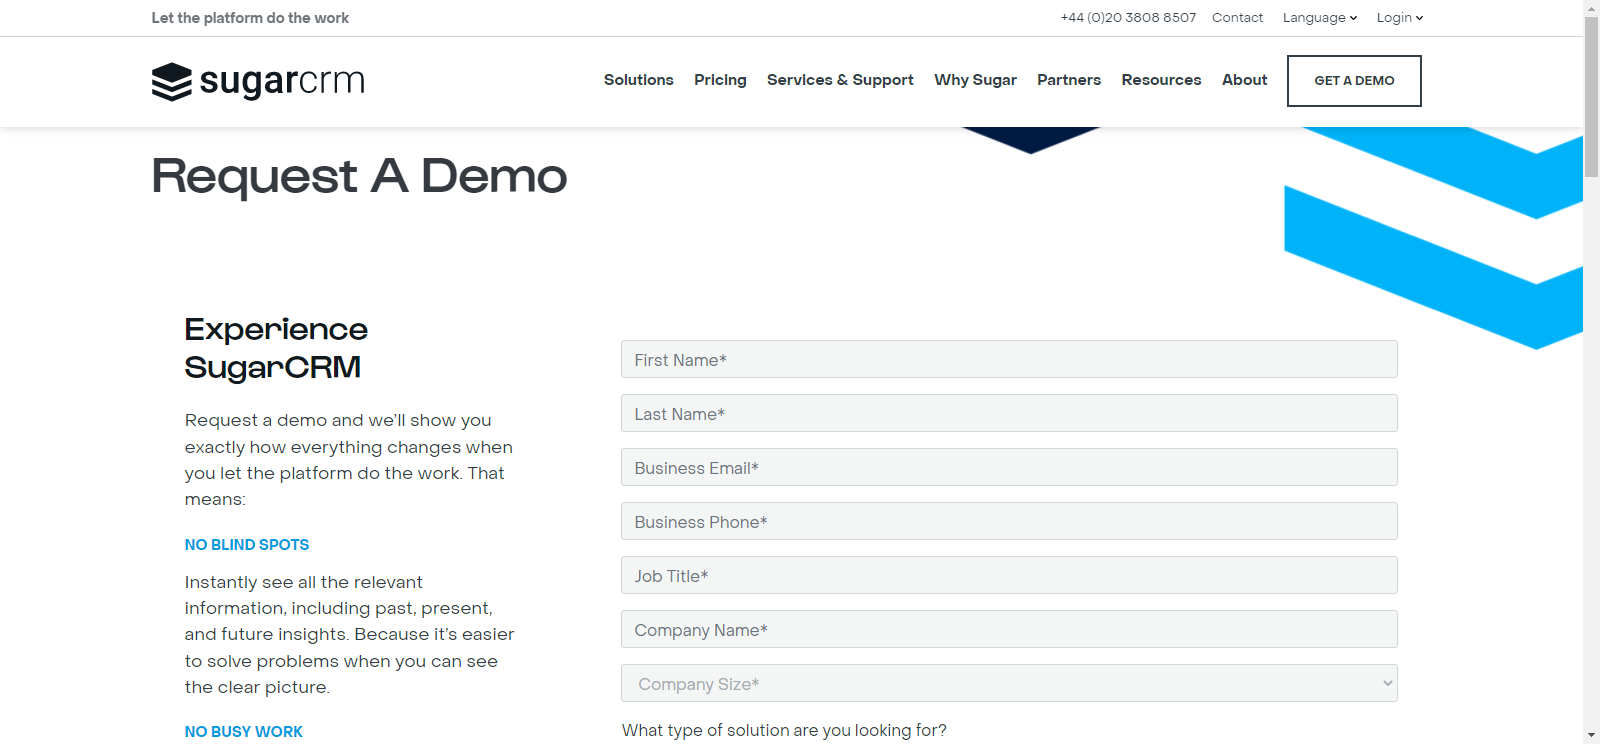 Let the platform do the work
+44 (0)20 3808 8507 Contact Language Login
sugarcrm
Solutions Pricing Services & Support Why Sugar Partners Resources About GET A DEMO
Request A Demo
Experience
SugarCRM
Request a demo and we’ll show you
exactly how everything changes when
you let the platform do the work. That
means:
NO BLIND SPOTS
Instantly see all the relevant
information, including past, present,
and future insights. Because it’s easier
to solve problems when you can see
the clear picture.
NO BUSY WORK
First Name*
Last Name*
Business Email*
Business Phone*
Job Title*
Company Name*
Company Size*
What type of solution are you looking for?